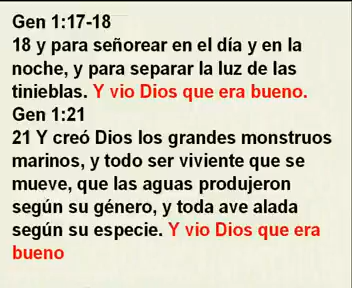 Gen 1:17-18
18 y para señorear en el día y en la
noche, y para separar la luz de las
tinieblas. Y vio Dios que era bueno.
Gen 1:21
21 Y creó Dios los grandes monstruos
marinos, y todo ser viviente que se
mueve, que las aguas produjeron
según su género, y toda ave alada
según su especie. Y vio Dios que era
bueno